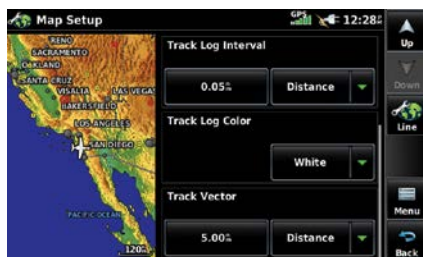 Map Setup
GPS
12:28
Up
RENO
SACRAMENTO
OAKLAND
SANTA CRUZ
VISALIA
LAS VEGAS
BAKERSFIELD
LOS ANGELES
SAN DIEGO
PACIFIC OCEAN
120
Track Log Interval
0.05
Distance
Track Log Color
White
Track Vector
5.00
Distance
Down
Line
Menu
Back